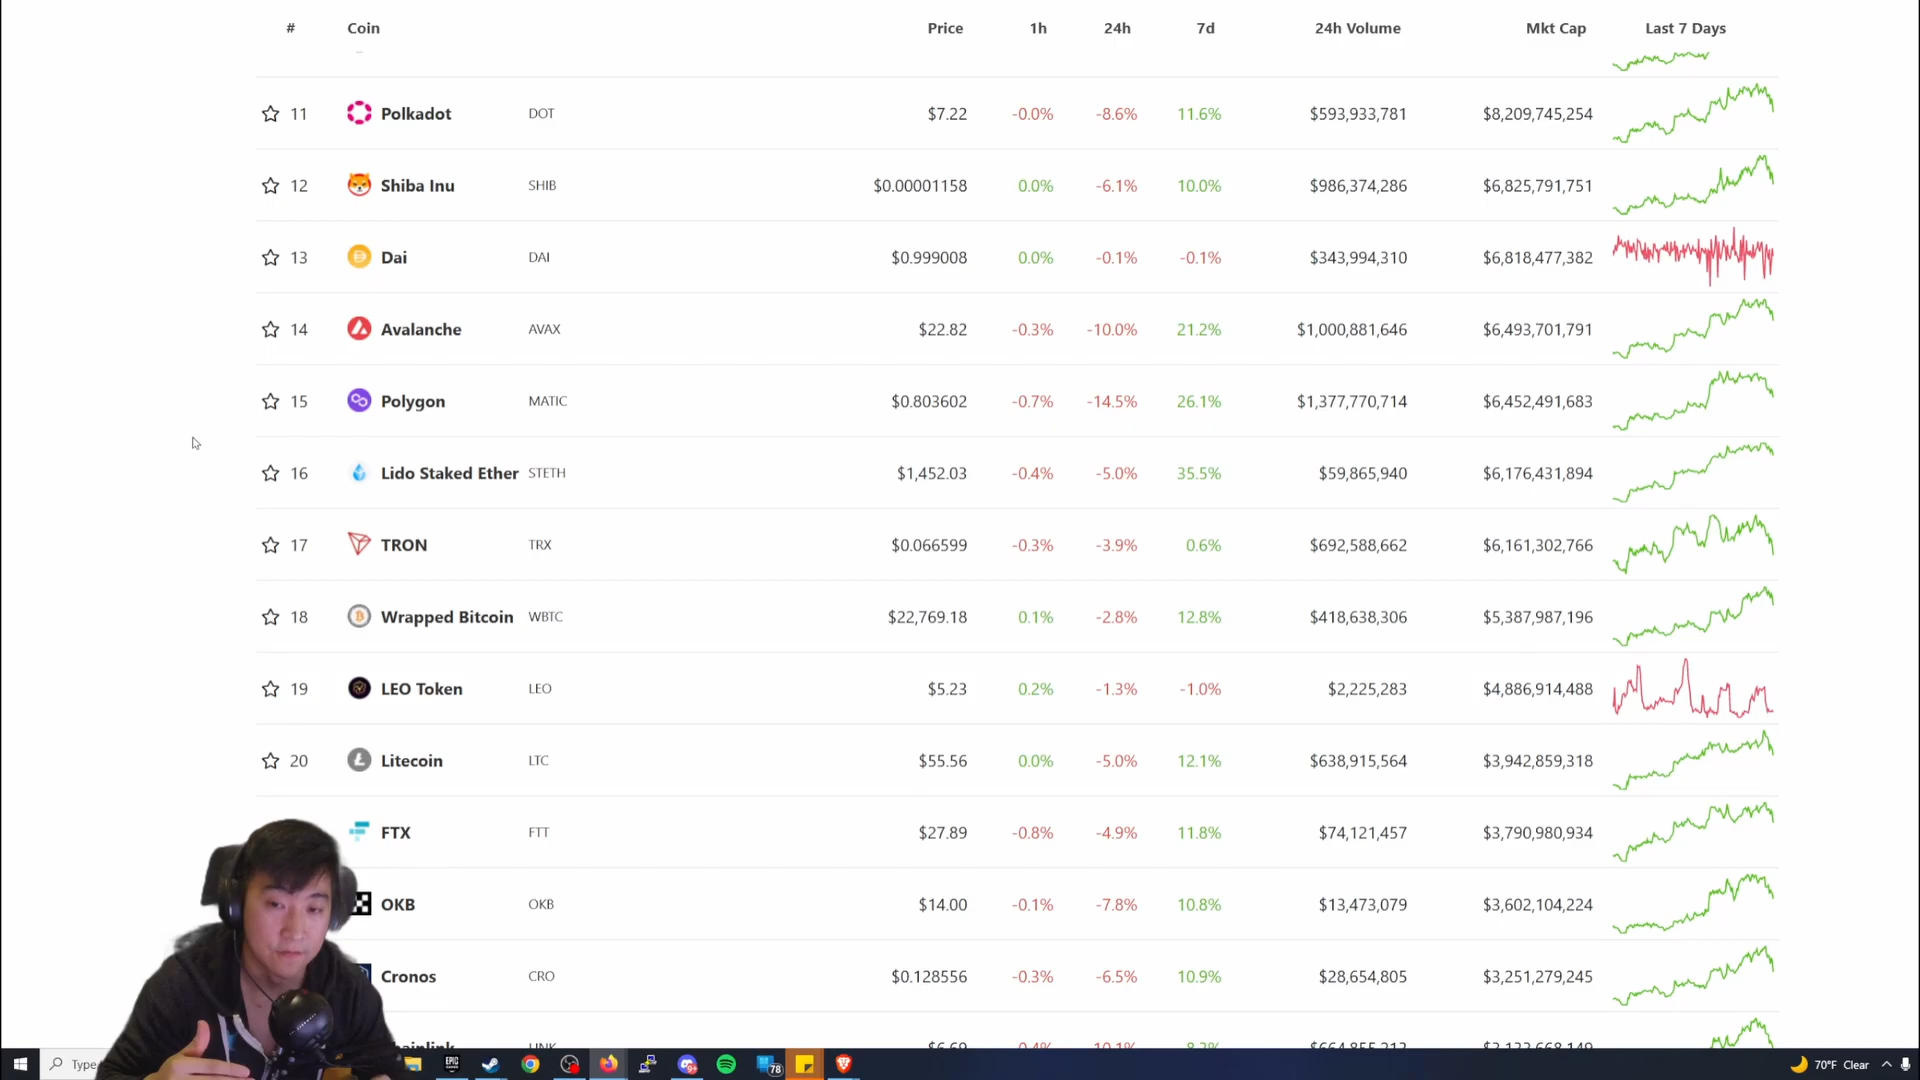 # Coin Price 1h 24h 7d 24h Volume Mkt Cap Last 7 Days
11 Polkadot DOT $7.22 -0.0% -8.6% 11.6% $593,933,781 $8,209,745,254
12 Shiba Inu SHIB $0.00001158 0.0% -6.1% 10.0% $986,374,286 $6,825,791,751
13 Dai DAI $0.999008 0.0% -0.1% -0.1% $343,994,310 $6,818,477,382
14 Avalanche AVAX $22.82 -0.3% -10.0% 21.2% $1,000,881,646 $6,493,701,791
15 Polygon MATIC $0.803602 -0.7% -14.5% 26.1% $1,377,770,714 $6,452,491,683
16 Lido Staked Ether STETH $1,452.03 -0.4% -5.0% 35.5% $59,865,940 $6,176,431,894
17 TRON TRX $0.066599 -0.3% -3.9% 0.6% $692,588,662 $6,161,302,766
18 Wrapped Bitcoin WBTC $22,769.18 0.1% -2.8% 12.8% $418,638,306 $5,387,987,196
19 LEO Token LEO $5.23 0.2% -1.3% -1.0% $2,225,283 $4,886,914,488
20 Litecoin LTC $55.56 0.0% -5.0% 12.1% $638,915,564 $3,942,859,318
FTX FTT $27.89 -0.8% -4.9% 11.8% $74,121,457 $3,790,980,934
OKB OKB $14.00 -0.1% -7.8% 10.8% $13,473,079 $3,602,104,224
Cronos CRO $0.128556 -0.3% -6.5% 10.9% $28,654,805 $3,251,279,245
Type EPIC GAMES 9+ 78 70°F Clear